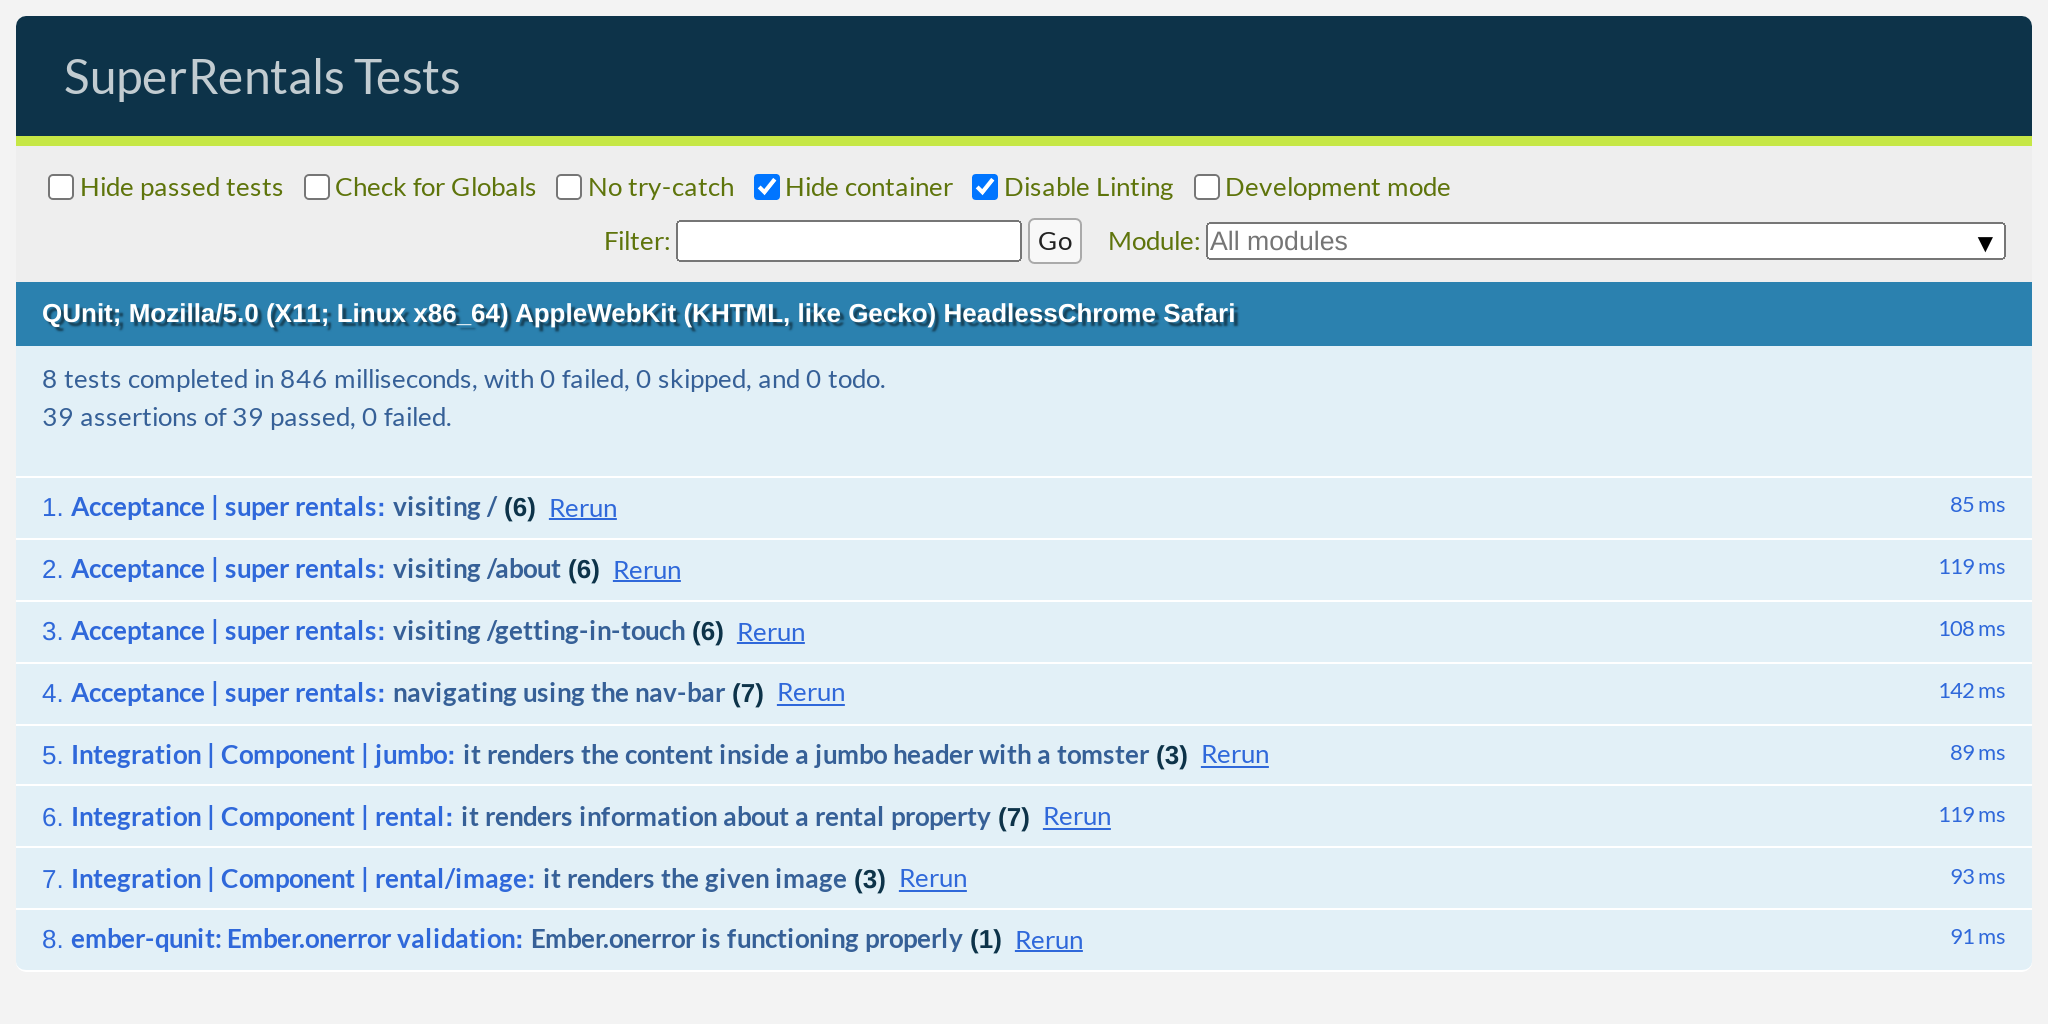 SuperRentals Tests
Hide passed tests Check for Globals No try-catch Hide container Disable Linting Development mode
Filter: Go Module: All modules ▼
QUnit; Mozilla/5.0 (X11; Linux x86_64) AppleWebKit (KHTML, like Gecko) HeadlessChrome Safari
8 tests completed in 846 milliseconds, with 0 failed, 0 skipped, and 0 todo.
39 assertions of 39 passed, 0 failed.
1. Acceptance | super rentals: visiting / (6) Rerun 85 ms
2. Acceptance | super rentals: visiting /about (6) Rerun 119 ms
3. Acceptance | super rentals: visiting /getting-in-touch (6) Rerun 108 ms
4. Acceptance | super rentals: navigating using the nav-bar (7) Rerun 142 ms
5. Integration | Component | jumbo: it renders the content inside a jumbo header with a tomster (3) Rerun 89 ms
6. Integration | Component | rental: it renders information about a rental property (7) Rerun 119 ms
7. Integration | Component | rental/image: it renders the given image (3) Rerun 93 ms
8. ember-qunit: Ember.onerror validation: Ember.onerror is functioning properly (1) Rerun 91 ms